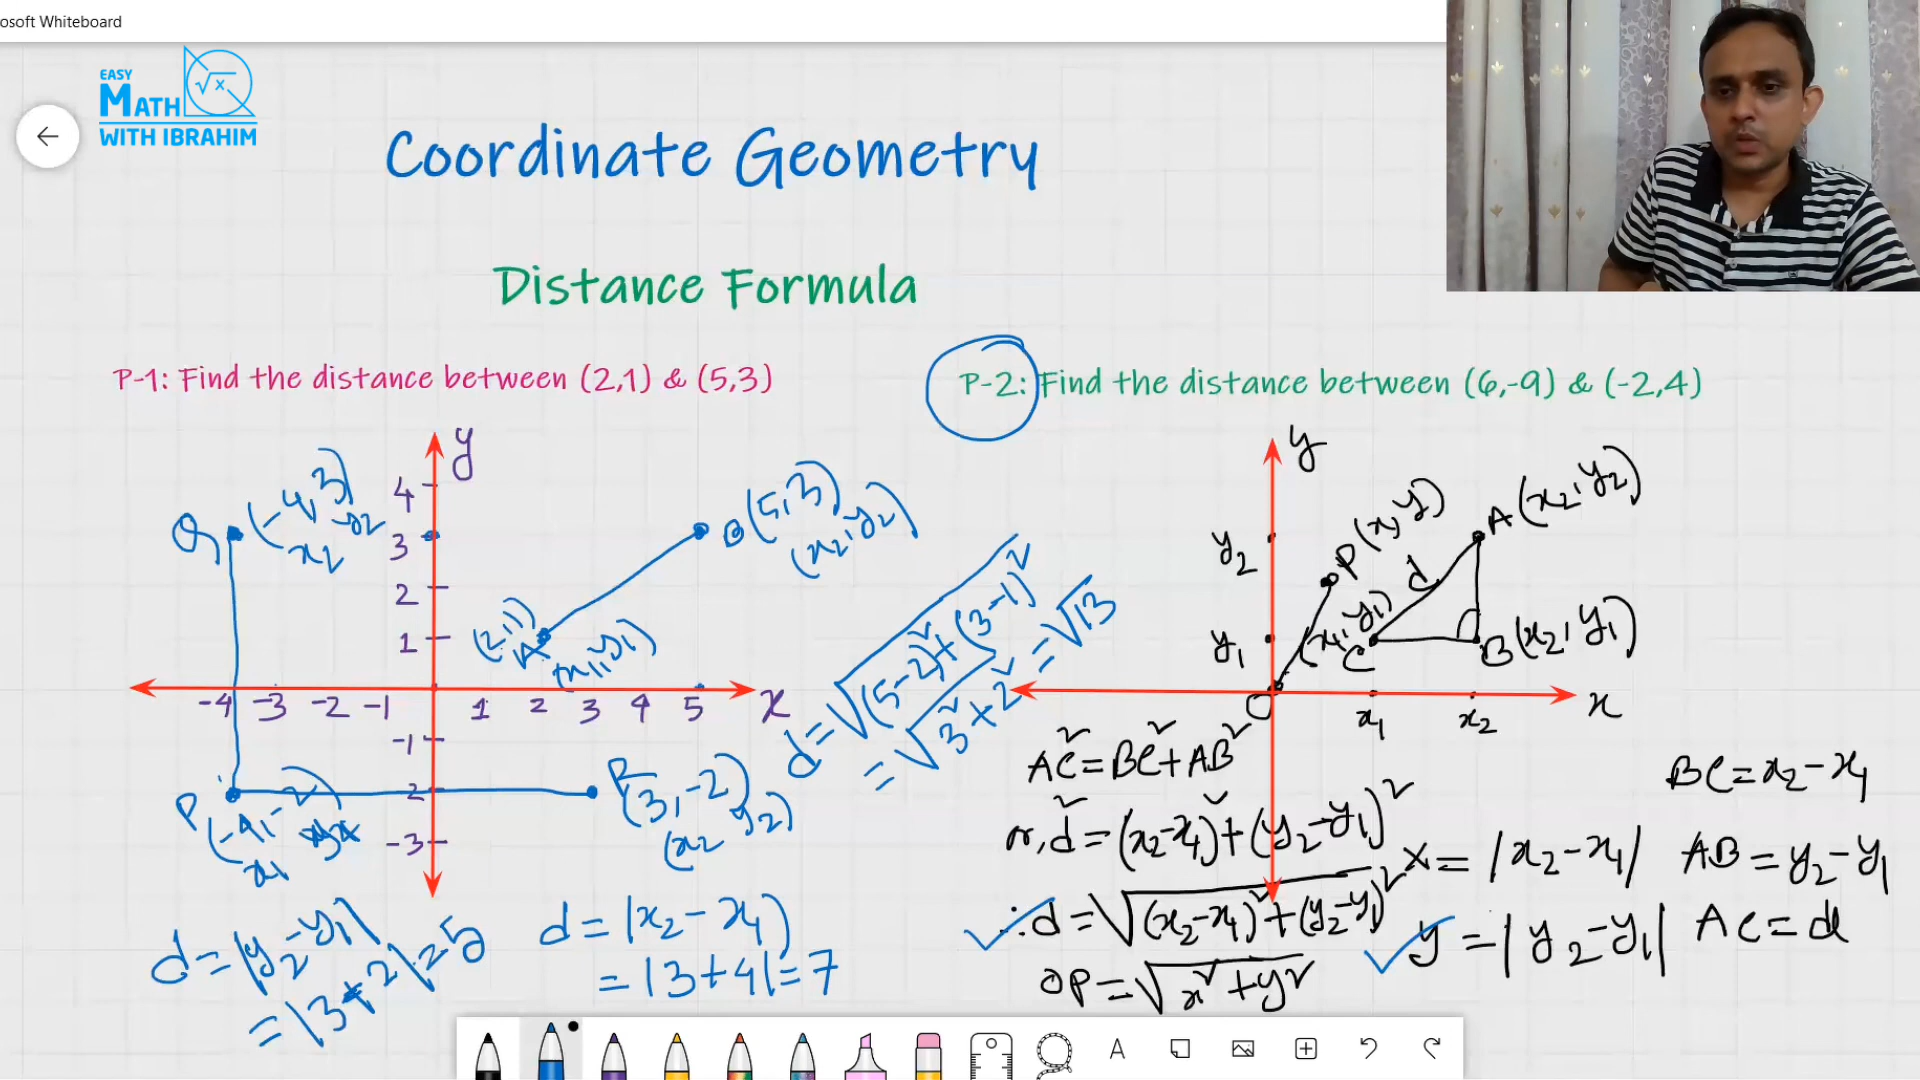 osoft Whiteboard
EASY
MATH √x
WITH IBRAHIM
Coordinate Geometry
Distance Formula
P-1: Find the distance between (2,1) & (5,3)
P-2: Find the distance between (6,-9) & (-2,4)
y
4
3
2
1
-4 -3 -2 -1 1 2 3 4 5 x
-1
-2
-3
Q (-4, 3)
x2 y2
B (5, 3)
(x2, y2)
(2,1)
A
(x1, y1)
P (-4, -2)
x1
R
(3, -2)
(x2 y2)
d = √(5-2)²+(3-1)²
= √3²+2² = √13
d = |y2-y1|
= |3+2| = 5
d = |x2 - x1|
= |3+4| = 7
y
y2
y1
P (x, y)
A (x2, y2)
d
(x1, y1)
C
B (x2, y1)
O
x1 x2 x
AC² = BC² + AB²
or, d² = (x2-x1)² + (y2-y1)²
∴ d = √(x2-x1)² + (y2-y1)²
OP = √x² + y²
BC = x2 - x1
x = |x2 - x1|
AB = y2 - y1
y = |y2 - y1|
AC = d
A